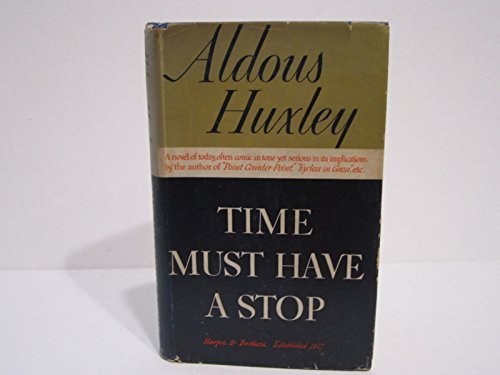 Aldous
Huxley
A novel of today, often comic in tone yet serious in its implications
by the author of "Point Counter-Point," "Eyeless in Gaza," etc.
TIME
MUST HAVE
A STOP
Harper & Brothers. Established 1817